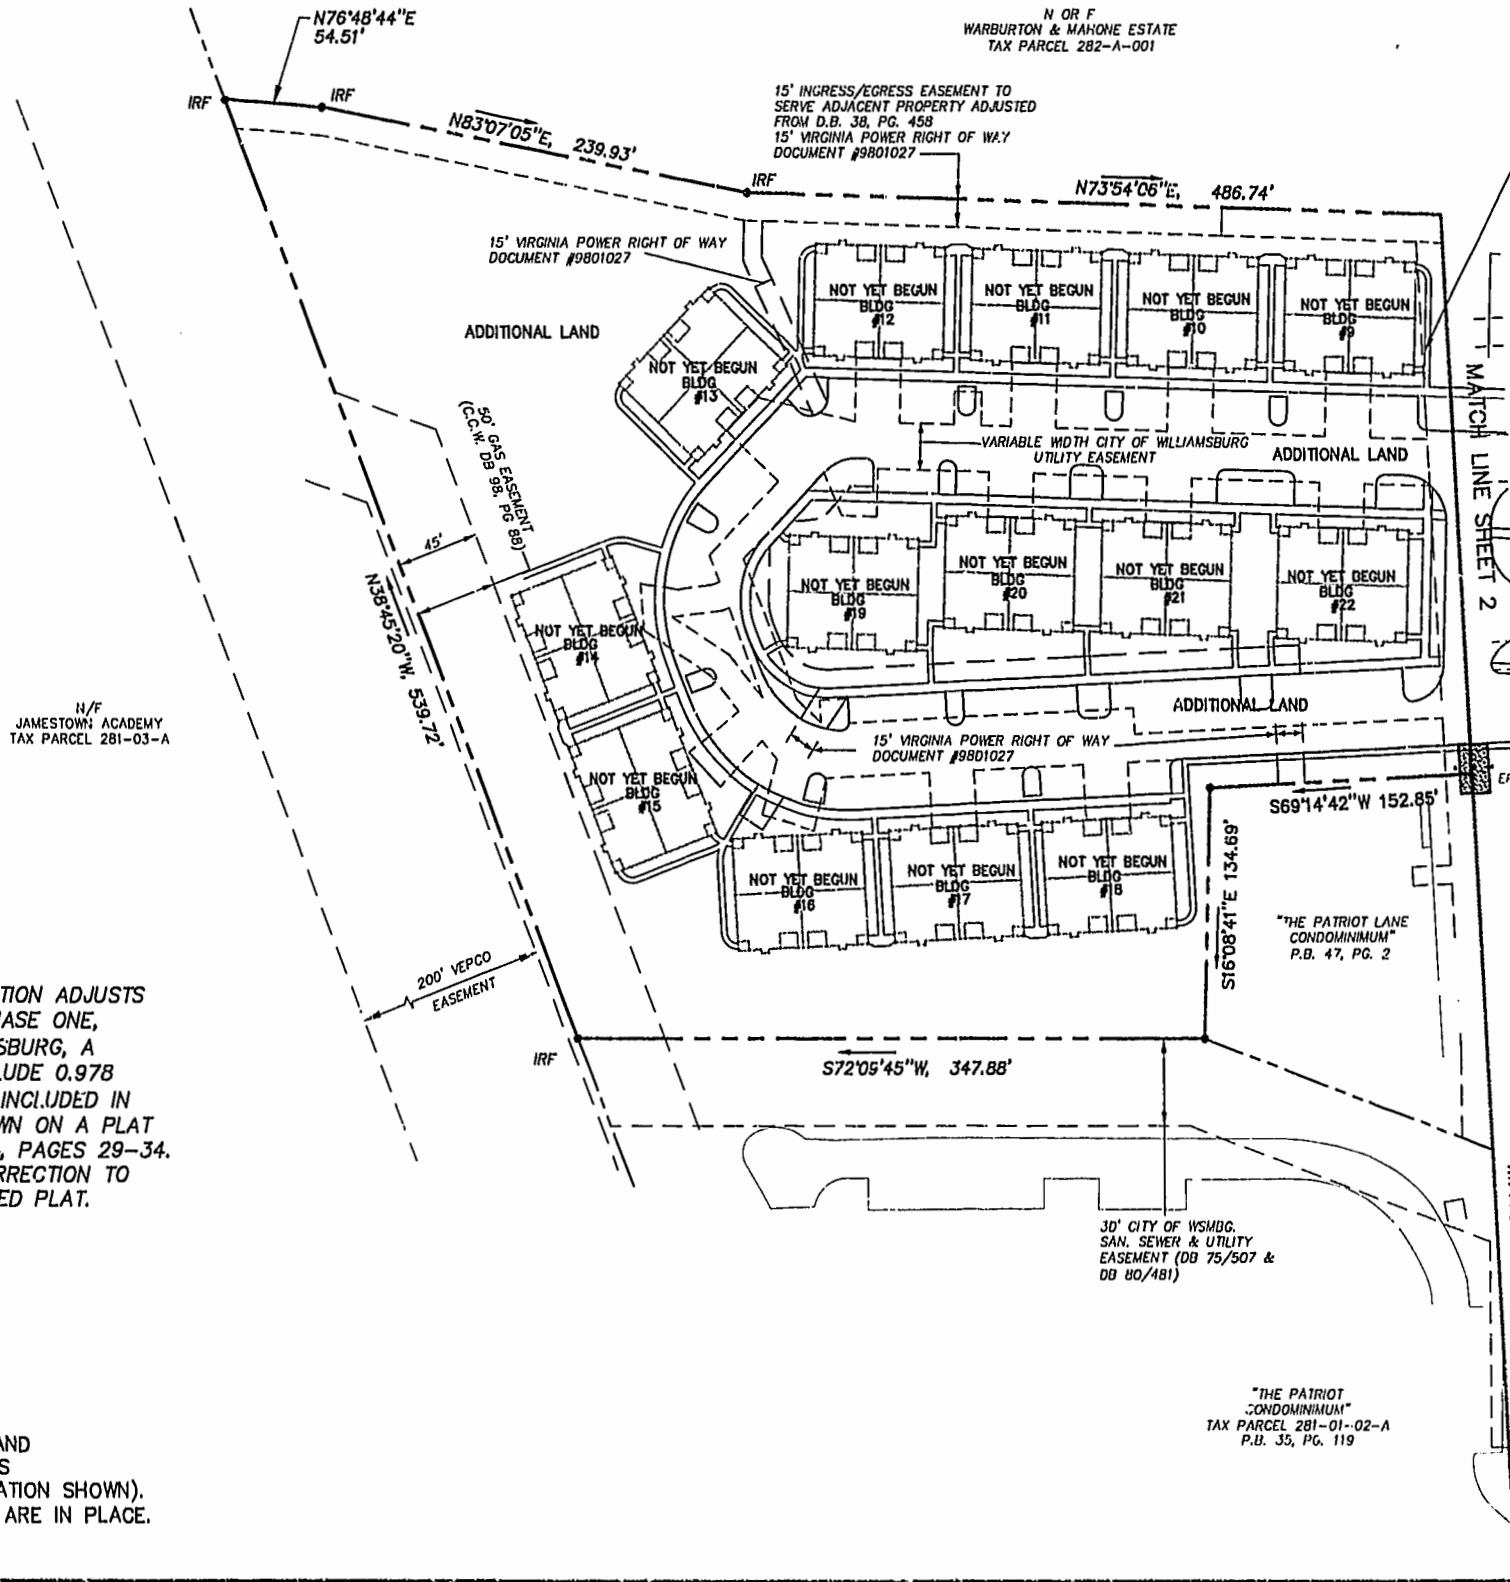 N76°48'44"E
54.51'
N OR F
WARBURTON & MAHONE ESTATE
TAX PARCEL 282-A-001
IRF
IRF
N83°07'05"E, 239.93'
15' INGRESS/EGRESS EASEMENT TO
SERVE ADJACENT PROPERTY ADJUSTED
FROM D.B. 38, PG. 458
15' VIRGINIA POWER RIGHT OF WAY
DOCUMENT #9801027
IRF
N73°54'06"E, 486.74'
15' VIRGINIA POWER RIGHT OF WAY
DOCUMENT #9801027
NOT YET BEGUN
BLDG
#12
NOT YET BEGUN
BLDG
#11
NOT YET BEGUN
BLDG
#10
NOT YET BEGUN
BLDG
#9
ADDITIONAL LAND
NOT YET BEGUN
BLDG
#13
MATCH LINE SHEET 2
50' GAS EASEMENT
(C.C.W. DB 98, PG 88)
VARIABLE WIDTH CITY OF WILLIAMSBURG
UTILITY EASEMENT
ADDITIONAL LAND
45'
N38°45'20"W, 539.72'
NOT YET BEGUN
BLDG
#19
NOT YET BEGUN
BLDG
#20
NOT YET BEGUN
BLDG
#21
NOT YET BEGUN
BLDG
#22
NOT YET BEGUN
BLDG
#14
N/F
JAMESTOWN ACADEMY
TAX PARCEL 281-03-A
ADDITIONAL LAND
15' VIRGINIA POWER RIGHT OF WAY
DOCUMENT #9801027
NOT YET BEGUN
BLDG
#15
S69°14'42"W 152.85'
S16°08'41"E 134.69'
NOT YET BEGUN
BLDG
#16
NOT YET BEGUN
BLDG
#17
NOT YET BEGUN
BLDG
#18
"THE PATRIOT LANE
CONDOMINIMUM"
P.B. 47, PG. 2
200' VEPCO
EASEMENT
TION ADJUSTS
ASE ONE,
SBURG, A
LUDE 0.978
INCLUDED IN
WN ON A PLAT
, PAGES 29-34.
RRECTION TO
ED PLAT.
IRF
S72°09'45"W, 347.88'
30' CITY OF WSMBG.
SAN. SEWER & UTILITY
EASEMENT (DB 75/507 &
DB 80/481)
"THE PATRIOT
CONDOMINIMUM"
TAX PARCEL 281-01-02-A
P.B. 35, PG. 119
AND
S
ATION SHOWN).
ARE IN PLACE.